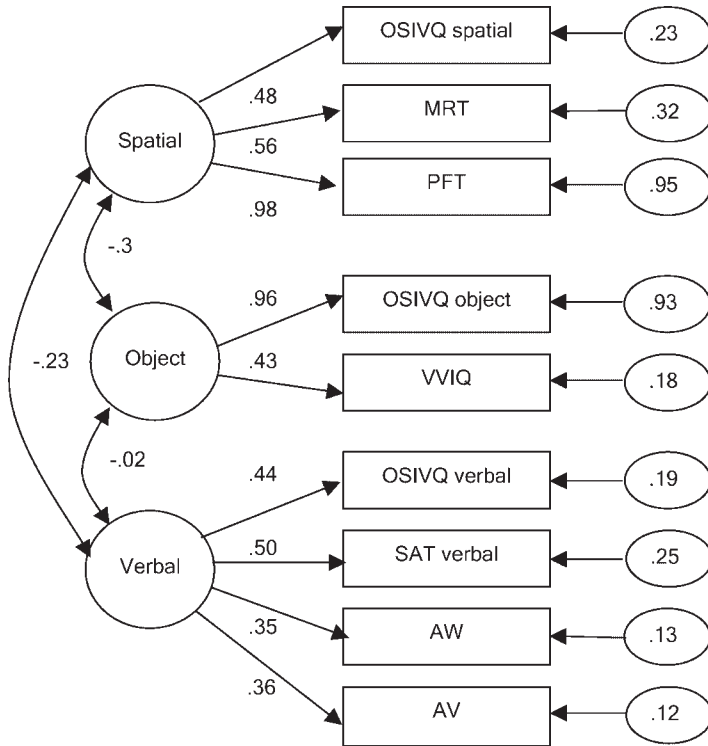 OSIVQ spatial .23
.48
MRT .32
Spatial
.56
PFT .95
.98
-.3
.96
OSIVQ object .93
Object
-.23
.43
VVIQ .18
-.02
.44
OSIVQ verbal .19
.50
SAT verbal .25
Verbal
.35
AW .13
.36
AV .12